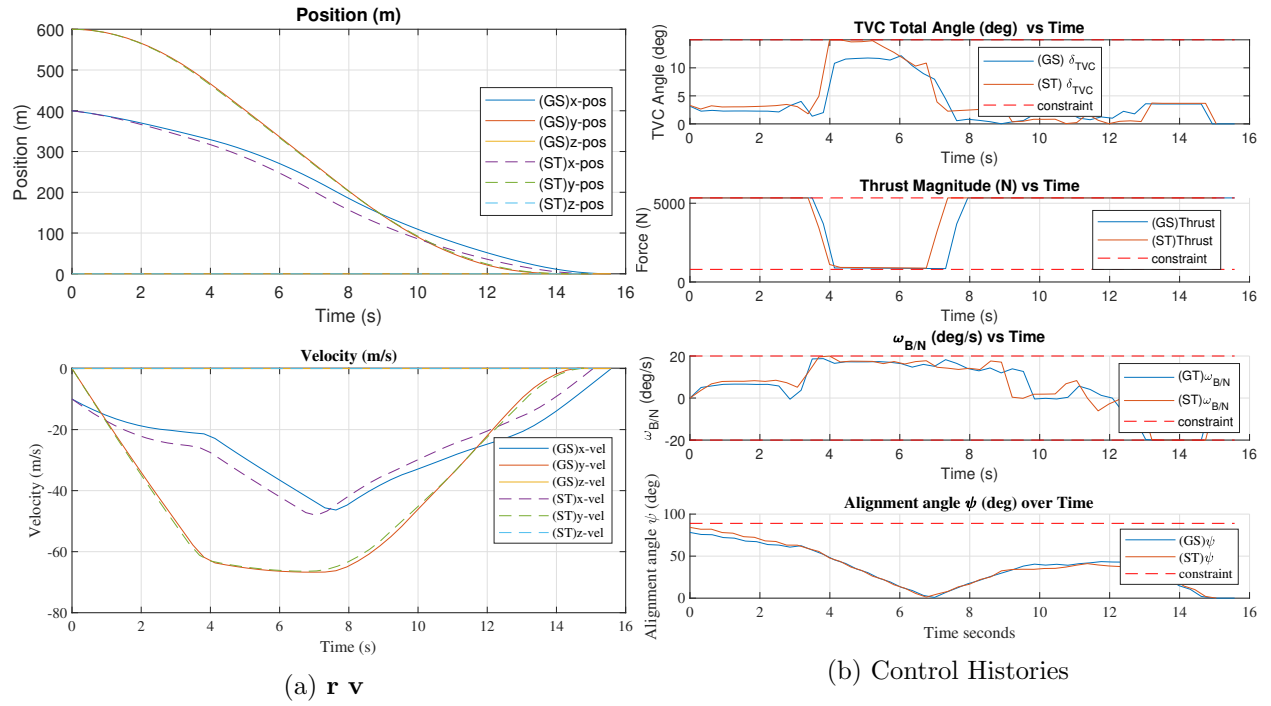 Position (m)
600
500
400
300
200
100
0
Position (m)
0 2 4 6 8 10 12 14 16
Time (s)
(GS)x-pos
(GS)y-pos
(GS)z-pos
(ST)x-pos
(ST)y-pos
(ST)z-pos
Velocity (m/s)
0
-20
-40
-60
-80
Velocity (m/s)
0 2 4 6 8 10 12 14 16
Time (s)
(GS)x-vel
(GS)y-vel
(GS)z-vel
(ST)x-vel
(ST)y-vel
(ST)z-vel
(a) r v
TVC Total Angle (deg) vs Time
10
5
0
TVC Angle (deg)
0 2 4 6 8 10 12 14 16
Time (s)
(GS) δTVC
(ST) δTVC
constraint
Thrust Magnitude (N) vs Time
5000
0
Force (N)
0 2 4 6 8 10 12 14 16
Time (s)
(GS)Thrust
(ST)Thrust
constraint
ωB/N (deg/s) vs Time
20
0
-20
ωB/N (deg/s)
0 2 4 6 8 10 12 14 16
Time (s)
(GT)ωB/N
(ST)ωB/N
constraint
Alignment angle ψ (deg) over Time
100
50
0
Alignment angle ψ (deg)
0 2 4 6 8 10 12 14 16
Time seconds
(GS)ψ
(ST)ψ
constraint
(b) Control Histories